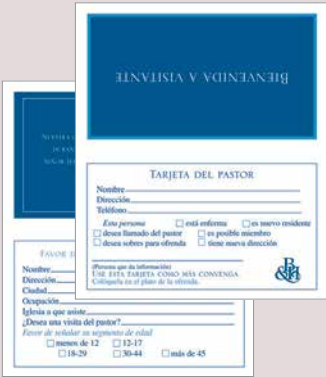 BIENVENIDA A VISITANTE
TARJETA DEL PASTOR
Nombre
Dirección
Teléfono
Esta persona
está enferma
es nuevo residente
desea llamado del pastor
es posible miembro
desea sobres para ofrenda
tiene nueva dirección
(Persona que da información)
USE ESTA TARJETA COMO MÁS CONVENGA
Colóquela en el plato de la ofrenda.
FAVOR
Nombre
Dirección
Ciudad
Ocupación
Iglesia a que asiste
¿Desea una visita del pastor?
Favor de señalar su segmento de edad
menos de 12
12-17
18-29
30-44
más de 45